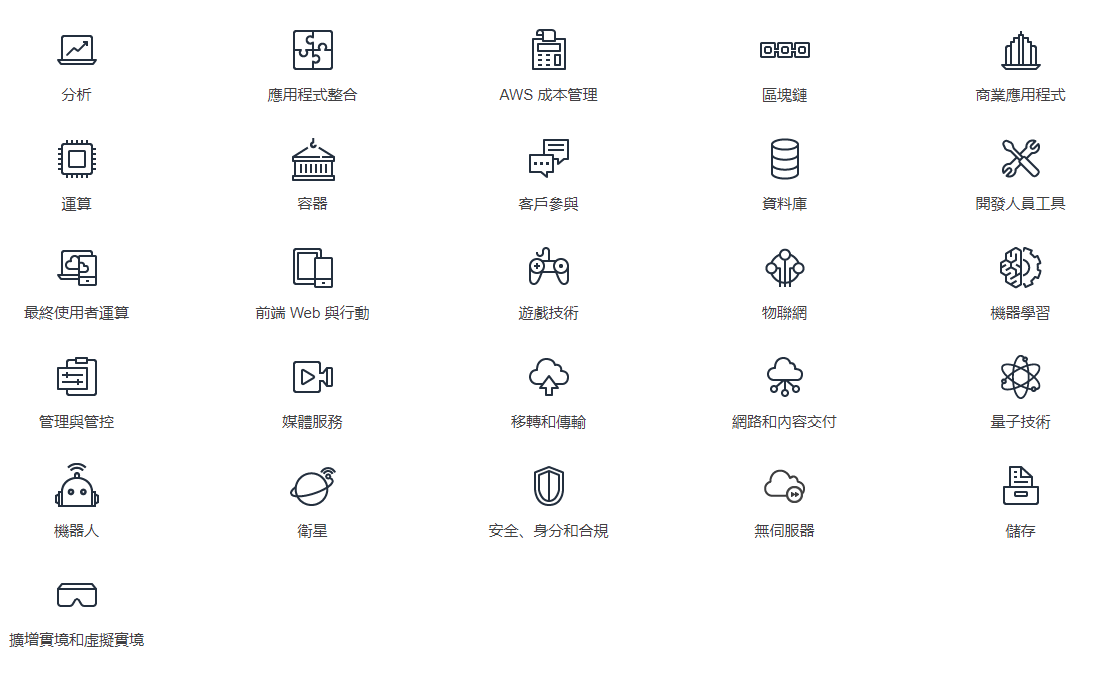 分析
應用程式整合
AWS 成本管理
區塊鏈
商業應用程式
運算
容器
客戶參與
資料庫
開發人員工具
最終使用者運算
前端 Web 與行動
遊戲技術
物聯網
機器學習
管理與管控
媒體服務
移轉和傳輸
網路和內容交付
量子技術
機器人
衛星
安全、身分和合規
無伺服器
儲存
擴增實境和虛擬實境